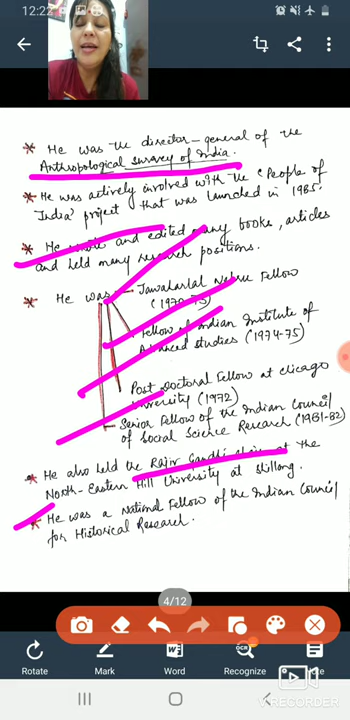 12:22
* He was the director-general of the
Anthropological Survey of India.
* He was actively involved with the "People of
India" project that was launched in 1985.
* He wrote and edited many books, articles
and held many research positions.
* He was Jawaharlal Nehru Fellow
Fellow of Indian Institute of
Advanced studies (1974-75)
Post Doctoral Fellow at chicago
University (1972)
Senior Fellow of the Indian Council
of Social Science Research (1981-82)
* He also held the Rajiv Gandhi chair at the
North-Eastern Hill University at Shillong.
* He was a National Fellow of the Indian Council
for Historical Research.
4/12
OCR
Rotate Mark Word Recognize
VRECORDER